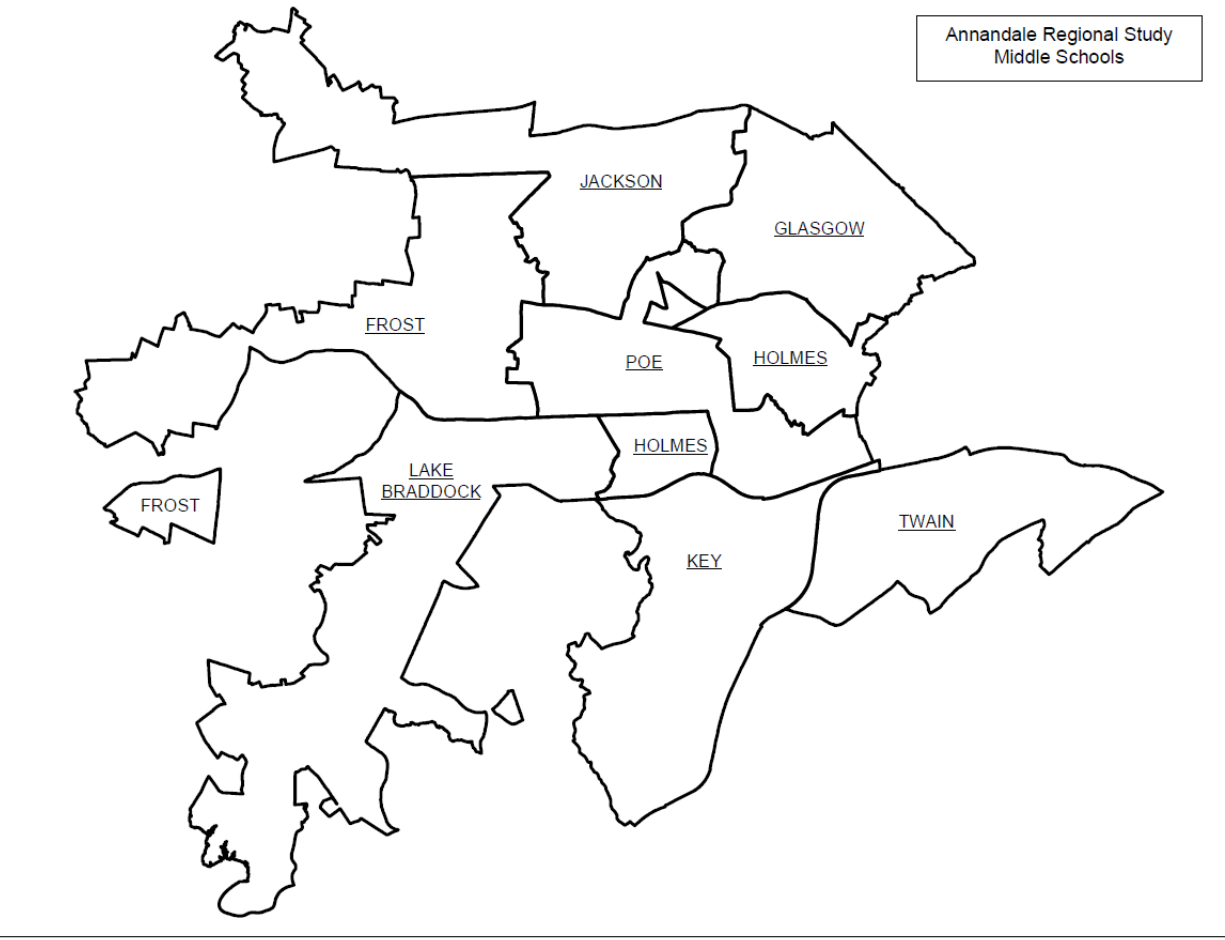 Annandale Regional Study
Middle Schools
JACKSON
GLASGOW
FROST
POE
HOLMES
HOLMES
LAKE
BRADDOCK
FROST
TWAIN
KEY